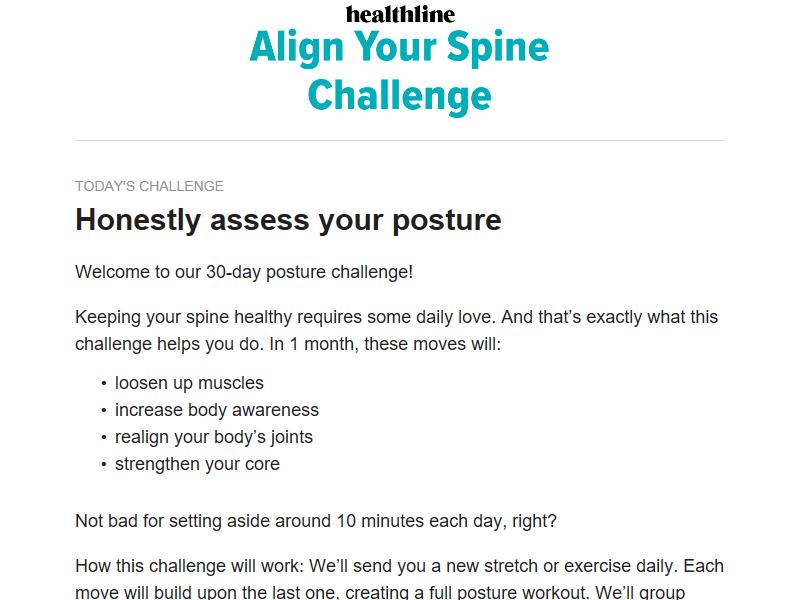 healthline
Align Your Spine
Challenge
TODAY'S CHALLENGE
Honestly assess your posture
Welcome to our 30-day posture challenge!
Keeping your spine healthy requires some daily love. And that’s exactly what this
challenge helps you do. In 1 month, these moves will:
• loosen up muscles
• increase body awareness
• realign your body’s joints
• strengthen your core
Not bad for setting aside around 10 minutes each day, right?
How this challenge will work: We’ll send you a new stretch or exercise daily. Each
move will build upon the last one, creating a full posture workout. We’ll group